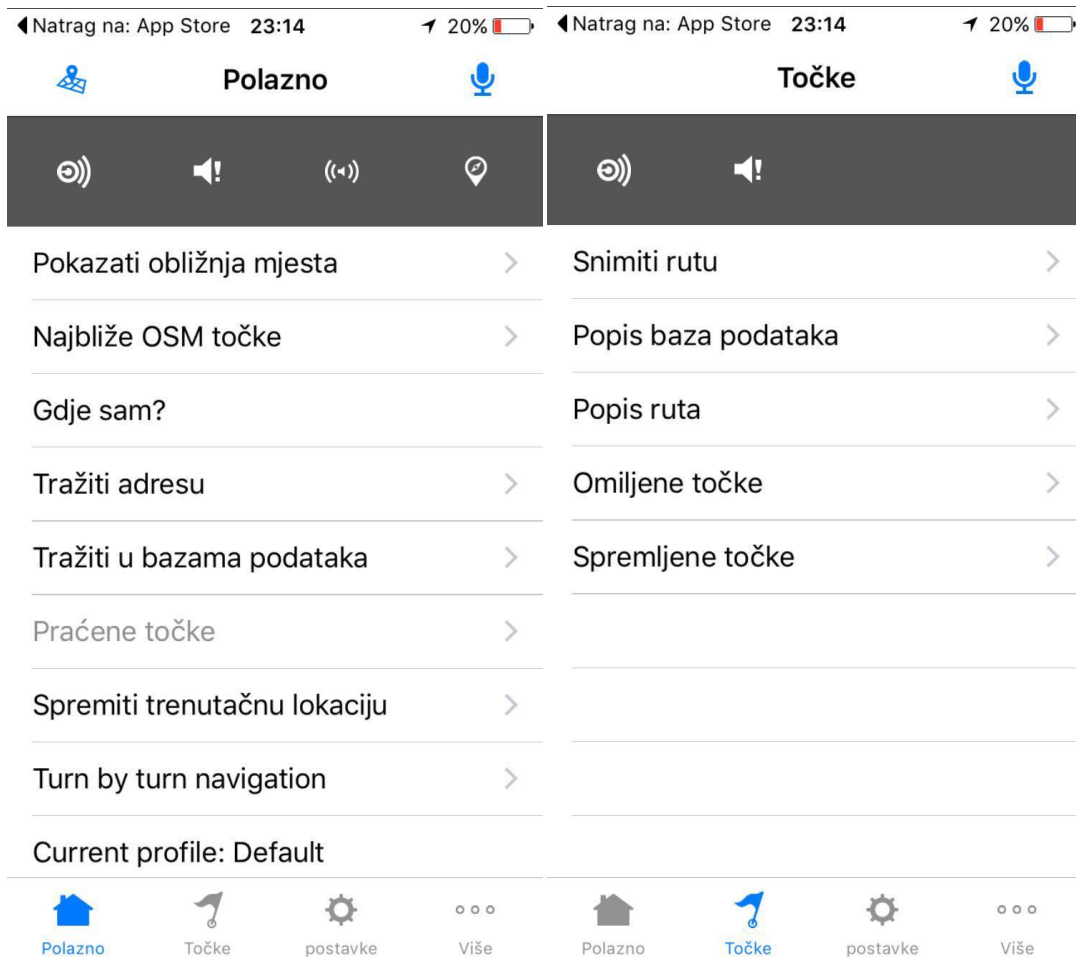 Natrag na: App Store 23:14 20%
Polazno
Pokazati obližnja mjesta
Najbliže OSM točke
Gdje sam?
Tražiti adresu
Tražiti u bazama podataka
Praćene točke
Spremiti trenutačnu lokaciju
Turn by turn navigation
Current profile: Default
Polazno Točke postavke Više
Natrag na: App Store 23:14 20%
Točke
Snimiti rutu
Popis baza podataka
Popis ruta
Omiljene točke
Spremljene točke
Polazno Točke postavke Više